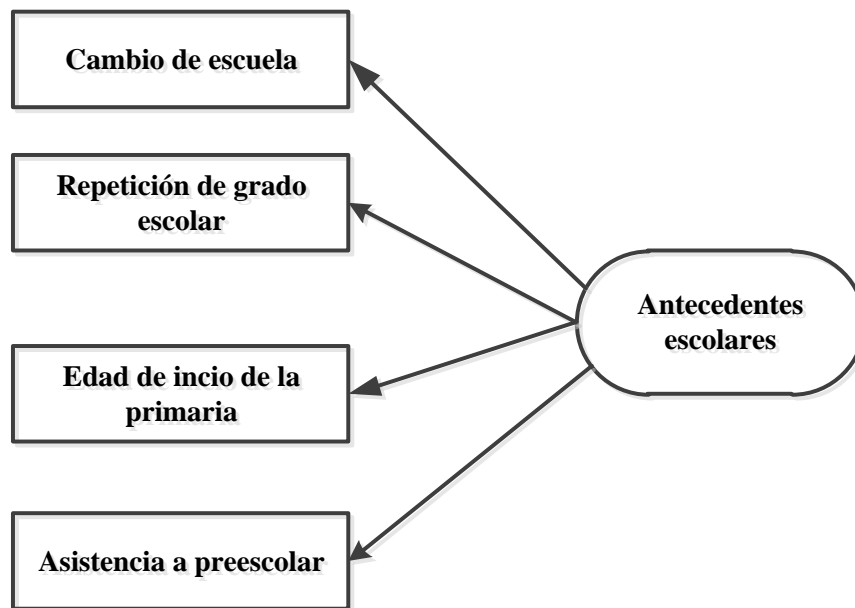 Cambio de escuela
Repetición de grado
escolar
Edad de incio de la
primaria
Asistencia a preescolar
Antecedentes
escolares